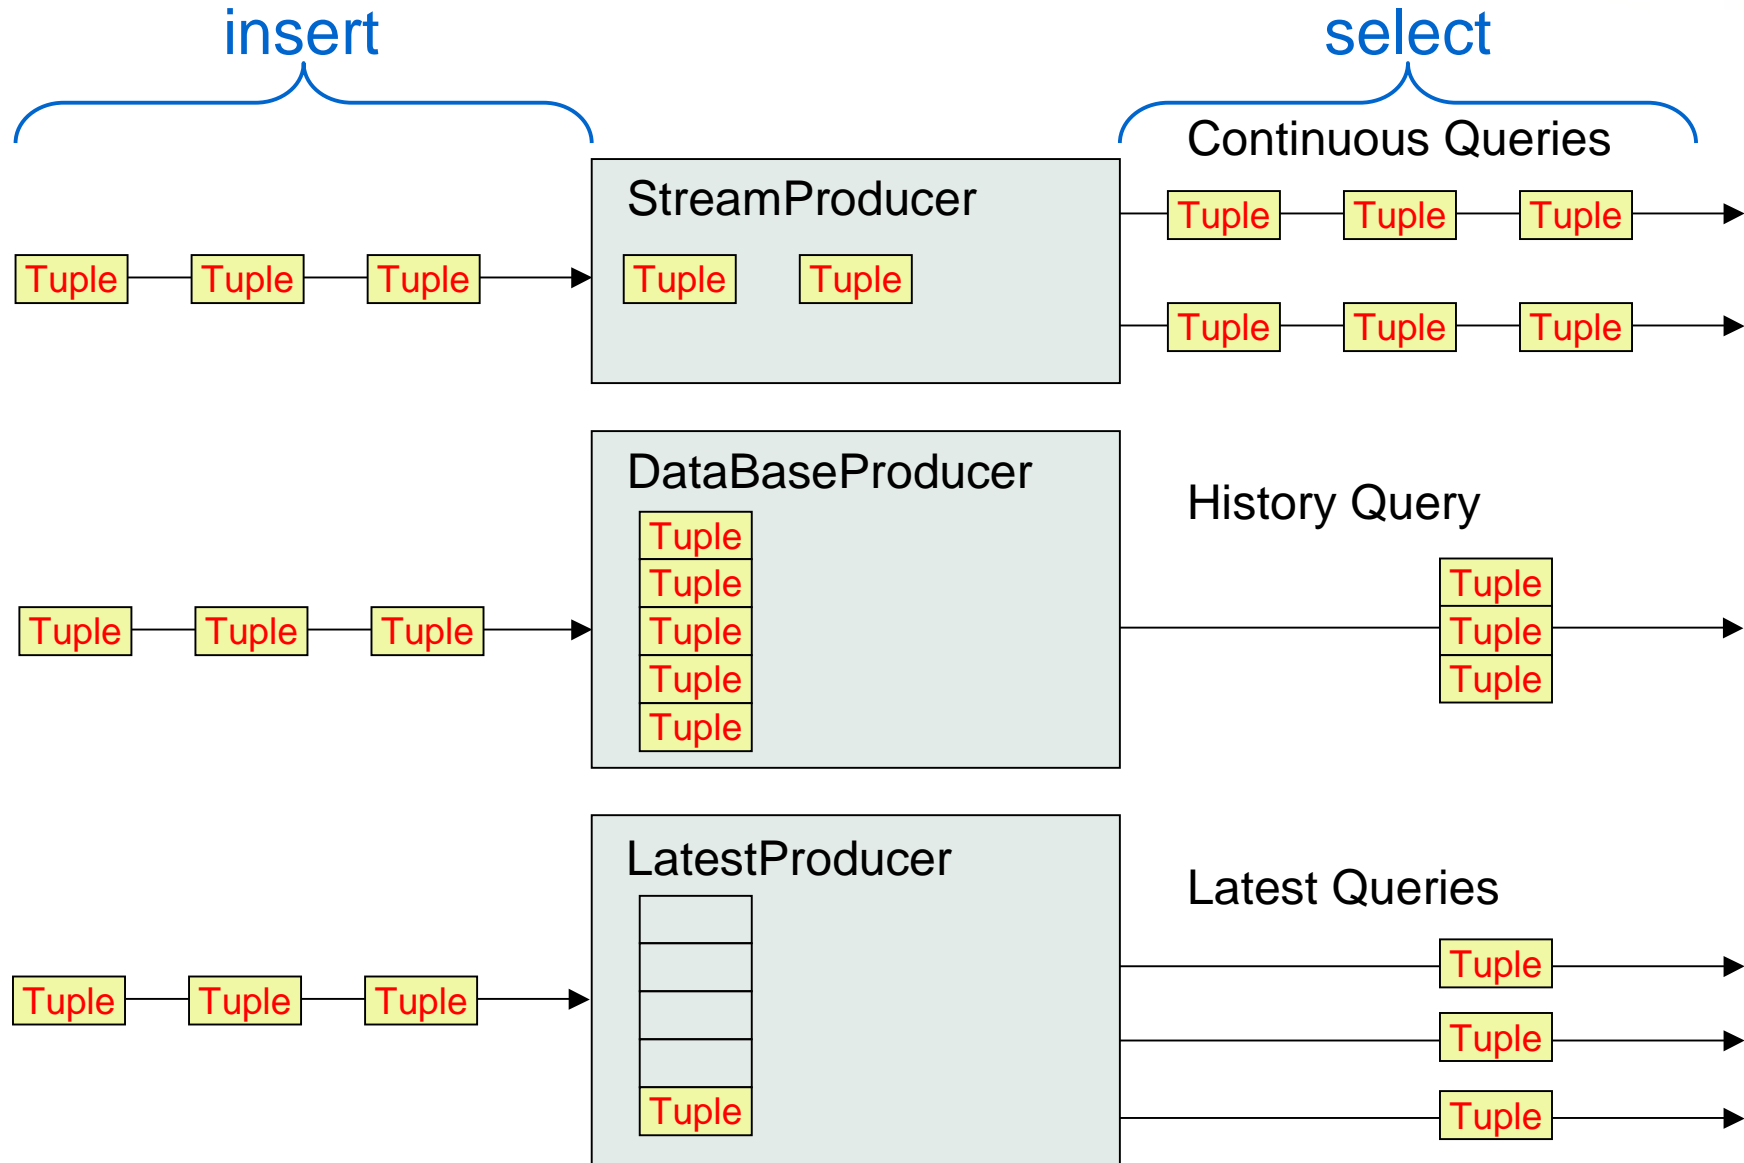 insert
select
Continuous Queries
StreamProducer
Tuple Tuple Tuple
Tuple Tuple Tuple Tuple Tuple
Tuple Tuple Tuple
DataBaseProducer
History Query
Tuple
Tuple Tuple
Tuple Tuple Tuple Tuple Tuple
Tuple Tuple
Tuple
LatestProducer
Latest Queries
Tuple
Tuple Tuple Tuple
Tuple
Tuple Tuple